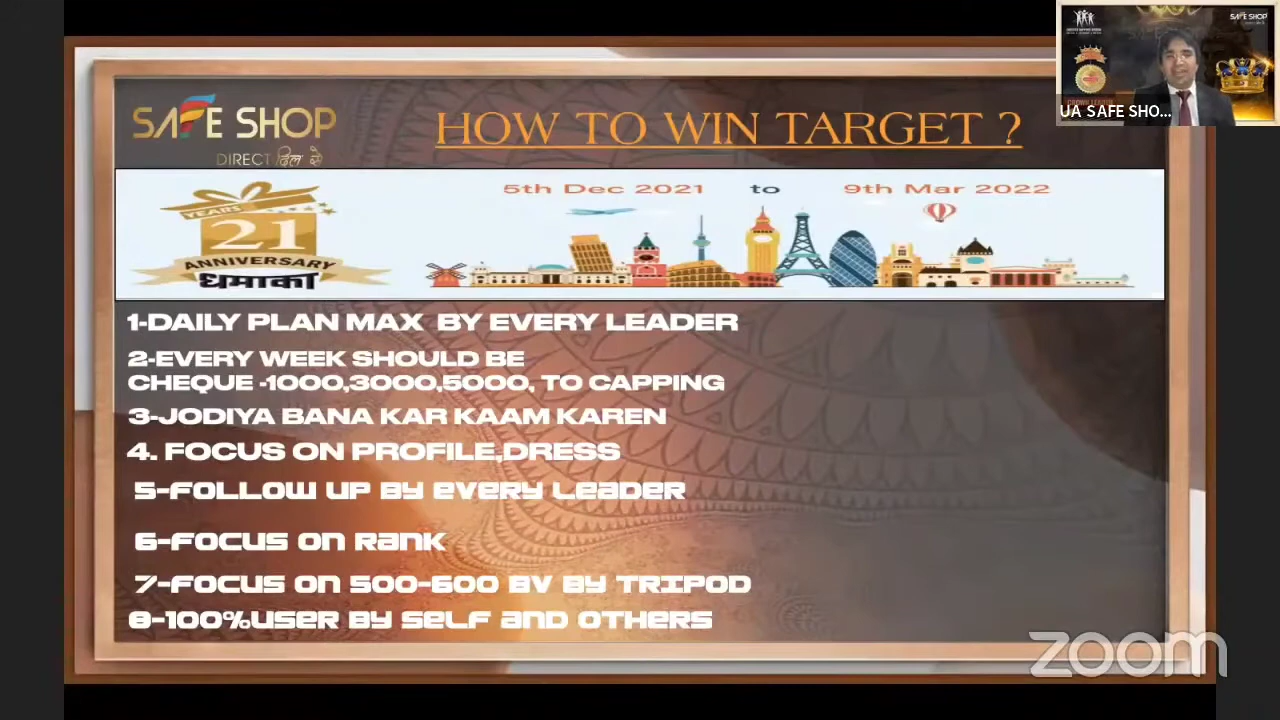 SAFE SHOP
DIRECT दिल से
HOW TO WIN TARGET ?
SAFE SHOP
UA SAFE SHO...
YEARS
21
ANNIVERSARY
धमाका
5th Dec 2021 to 9th Mar 2022
1-DAILY PLAN MAX BY EVERY LEADER
2-EVERY WEEK SHOULD BE
CHEQUE -1000,3000,5000, TO CAPPING
3-JODIYA BANA KAR KAAM KAREN
4. FOCUS ON PROFILE,DRESS
5-FOLLOW UP BY EVERY LEADER
6-FOCUS ON RANK
7-FOCUS ON 500-600 BV BY TRIPOD
8-100%USER BY SELF AND OTHERS
zoom